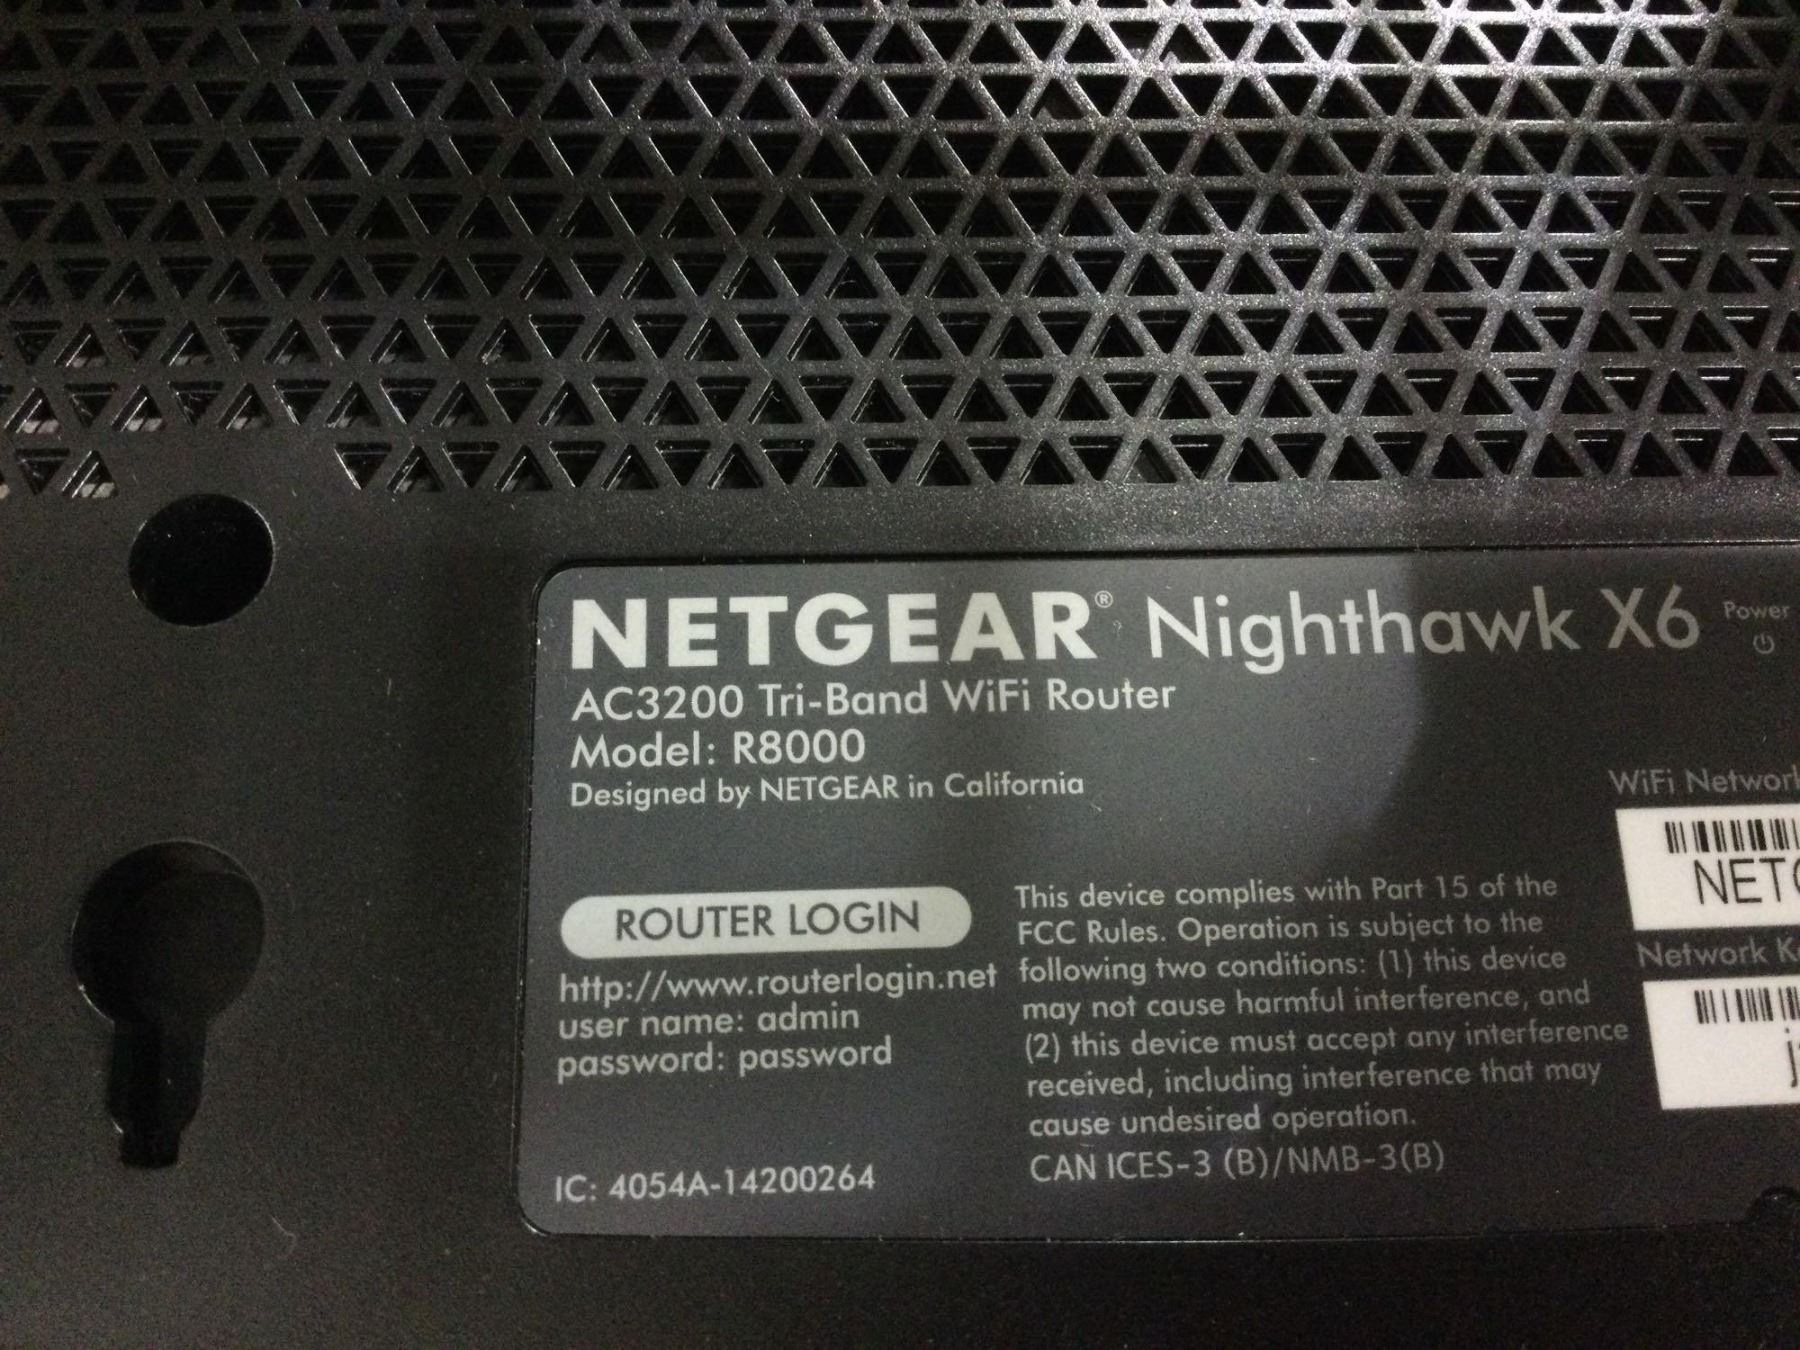 NETGEAR® Nighthawk X6
Power
AC3200 Tri-Band WiFi Router
Model: R8000
Designed by NETGEAR in California
ROUTER LOGIN
http://www.routerlogin.net
user name: admin
password: password
IC: 4054A-14200264
This device complies with Part 15 of the
FCC Rules. Operation is subject to the
following two conditions: (1) this device
may not cause harmful interference, and
(2) this device must accept any interference
received, including interference that may
cause undesired operation.
CAN ICES-3 (B)/NMB-3(B)
WiFi Network
Network